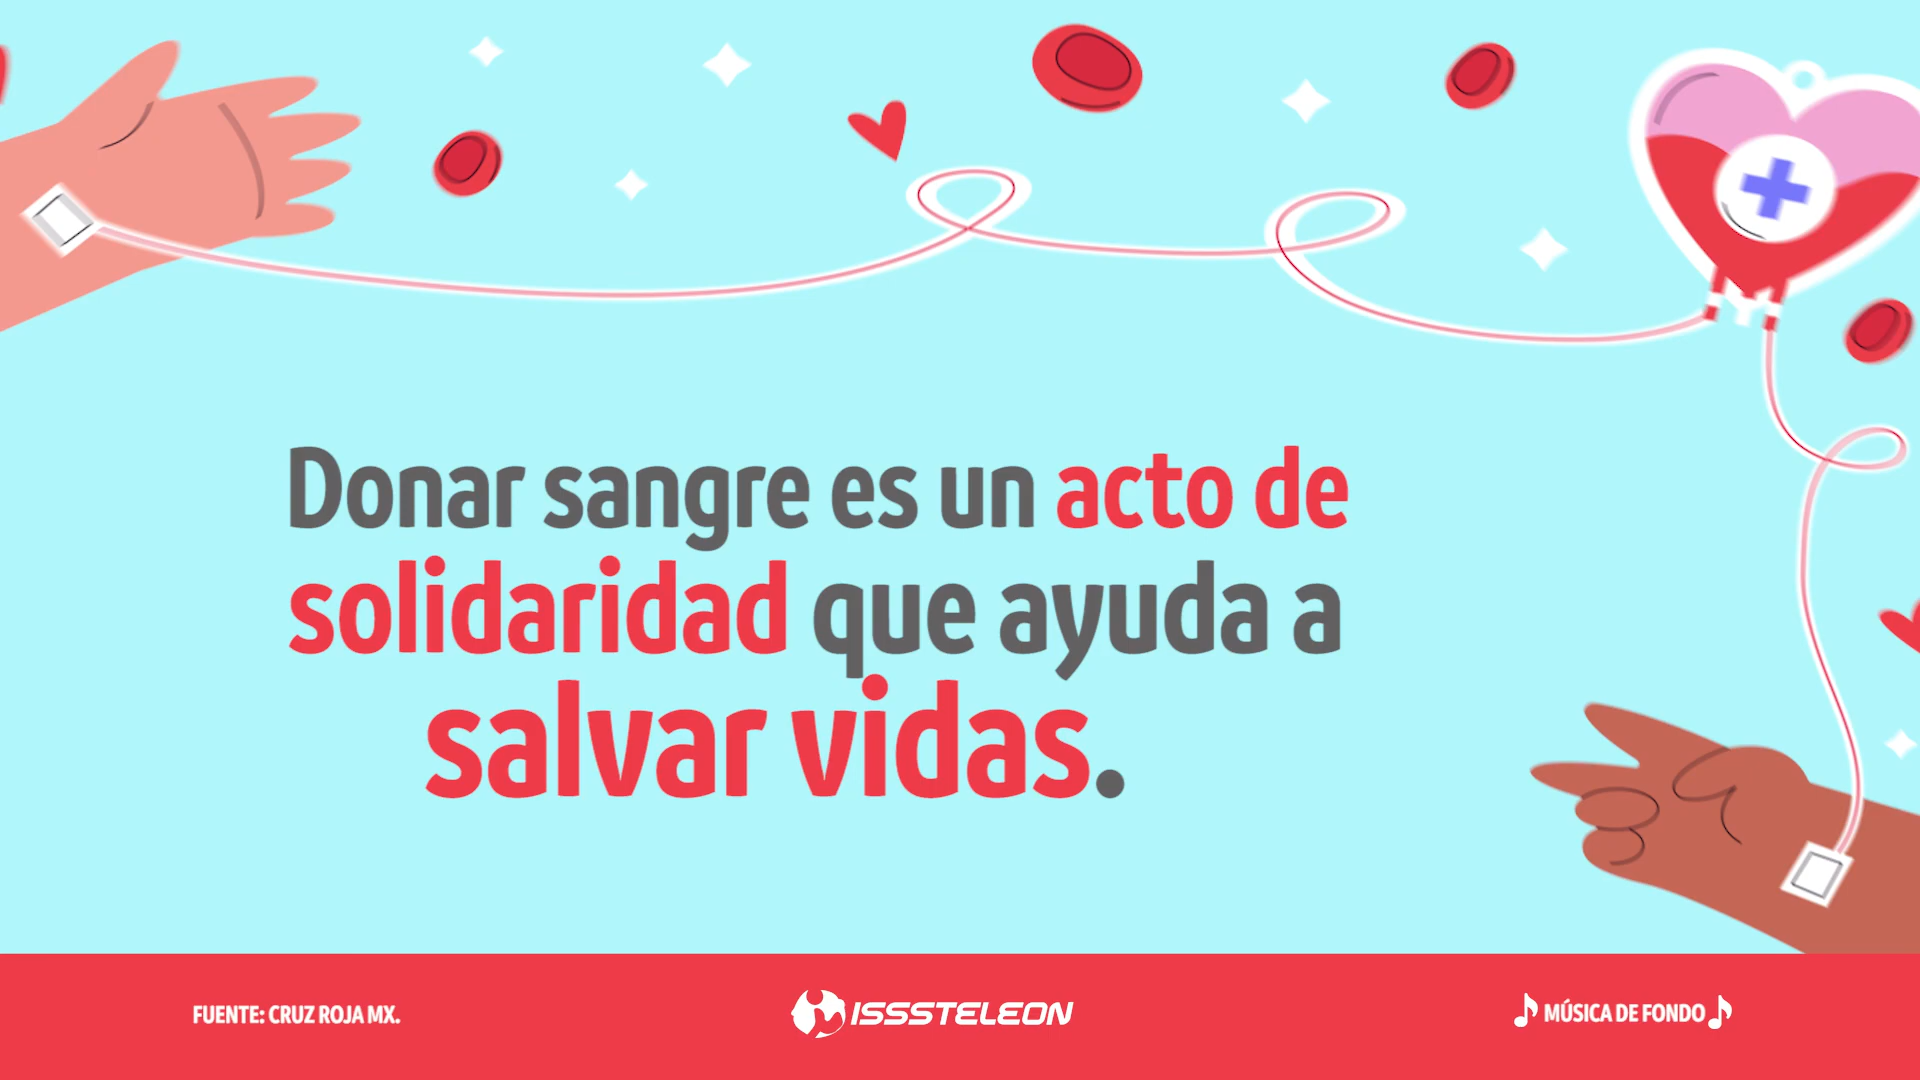 Donar sangre es un acto de
solidaridad que ayuda a
salvar vidas.
FUENTE: CRUZ ROJA MX.
ISSSTELEON
MÚSICA DE FONDO